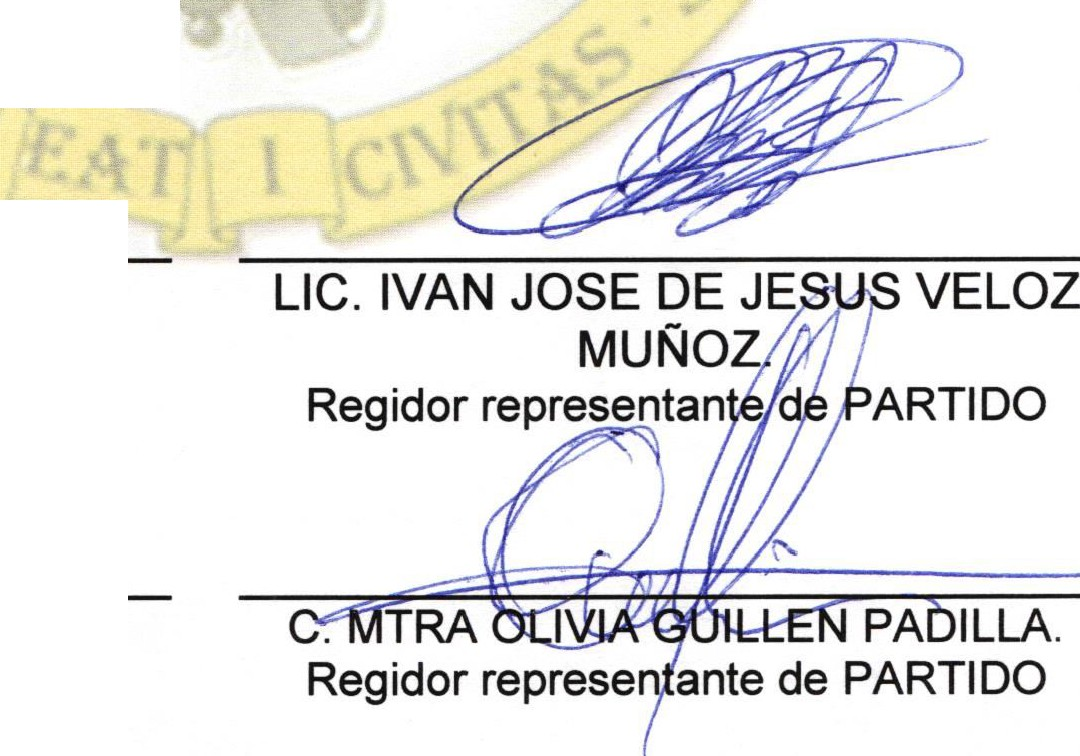 EAT I CIVITAS ·
LIC. IVAN JOSE DE JESUS VELOZ
MUÑOZ.
Regidor representante de PARTIDO
C. MTRA OLIVIA GUILLEN PADILLA.
Regidor representante de PARTIDO